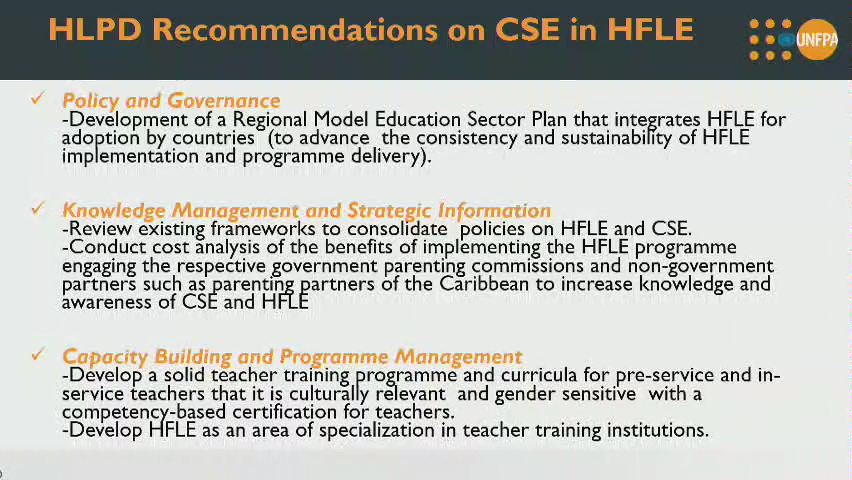 HLPD Recommendations on CSE in HFLE
UNFPA
Policy and Governance
-Development of a Regional Model Education Sector Plan that integrates HFLE for
adoption by countries (to advance the consistency and sustainability of HFLE
implementation and programme delivery).
Knowledge Management and Strategic Information
-Review existing frameworks to consolidate policies on HFLE and CSE.
-Conduct cost analysis of the benefits of implementing the HFLE programme
engaging the respective government parenting commissions and non-government
partners such as parenting partners of the Caribbean to increase knowledge and
awareness of CSE and HFLE
Capacity Building and Programme Management
-Develop a solid teacher training programme and curricula for pre-service and in-
service teachers that it is culturally relevant and gender sensitive with a
competency-based certification for teachers.
-Develop HFLE as an area of specialization in teacher training institutions.